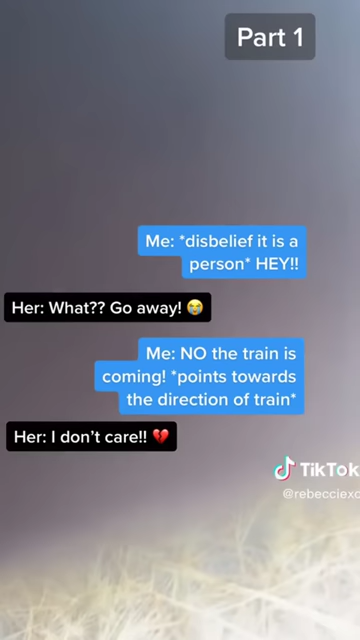 Part 1
Me: *disbelief it is a
person* HEY!!
Her: What?? Go away! 😭
Me: NO the train is
coming! *points towards
the direction of train*
Her: I don't care!! 💔
TikTok
@rebecciexo